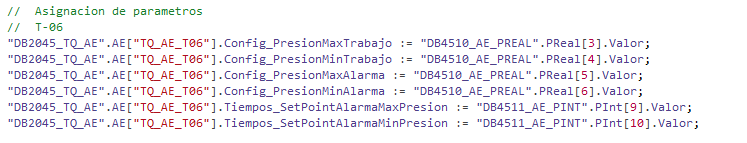 // Asignacion de parametros
// T-06
"DB2045_TQ_AE".AE["TQ_AE_T06"].Config_PresionMaxTrabajo := "DB4510_AE_PREAL".PReal[3].Valor;
"DB2045_TQ_AE".AE["TQ_AE_T06"].Config_PresionMinTrabajo := "DB4510_AE_PREAL".PReal[4].Valor;
"DB2045_TQ_AE".AE["TQ_AE_T06"].Config_PresionMaxAlarma := "DB4510_AE_PREAL".PReal[5].Valor;
"DB2045_TQ_AE".AE["TQ_AE_T06"].Config_PresionMinAlarma := "DB4510_AE_PREAL".PReal[6].Valor;
"DB2045_TQ_AE".AE["TQ_AE_T06"].Tiempos_SetPointAlarmaMaxPresion := "DB4511_AE_PINT".PInt[9].Valor;
"DB2045_TQ_AE".AE["TQ_AE_T06"].Tiempos_SetPointAlarmaMinPresion := "DB4511_AE_PINT".PInt[10].Valor;